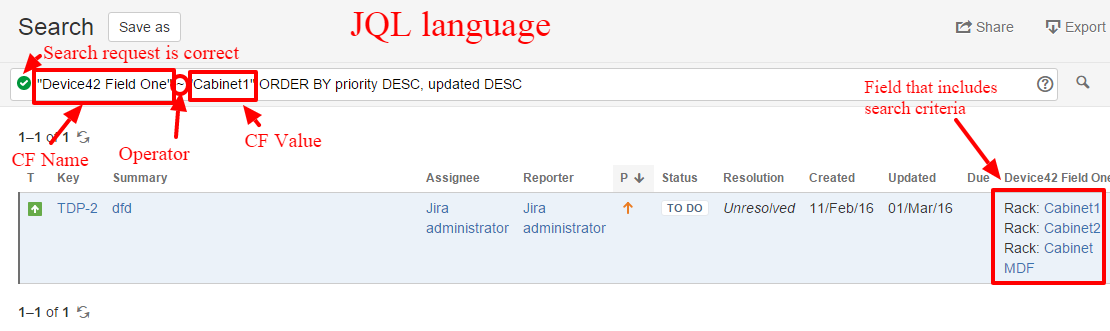 Search Save as JQL language Share Export
Search request is correct
"Device42 Field One" ~ "Cabinet1" ORDER BY priority DESC, updated DESC
Field that includes
search criteria
1–1 of 1
CF Name Operator CF Value
T Key Summary Assignee Reporter P Status Resolution Created Updated Due Device42 Field One
TDP-2 dfd Jira administrator Jira administrator TO DO Unresolved 11/Feb/16 01/Mar/16 Rack: Cabinet1
Rack: Cabinet2
Rack: Cabinet
MDF
1–1 of 1